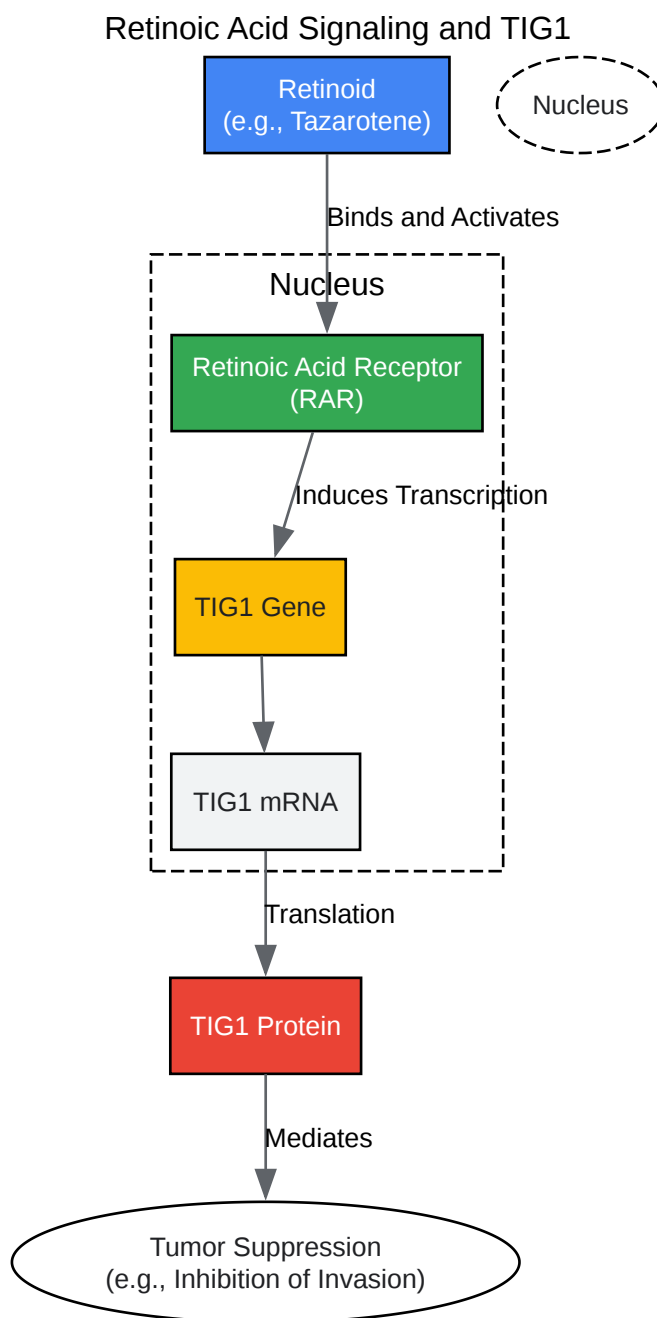 Retinoic Acid Signaling and TIG1
Retinoid
(e.g., Tazarotene)
Nucleus
Binds and Activates
Nucleus
Retinoic Acid Receptor
(RAR)
Induces Transcription
TIG1 Gene
TIG1 mRNA
Translation
TIG1 Protein
Mediates
Tumor Suppression
(e.g., Inhibition of Invasion)